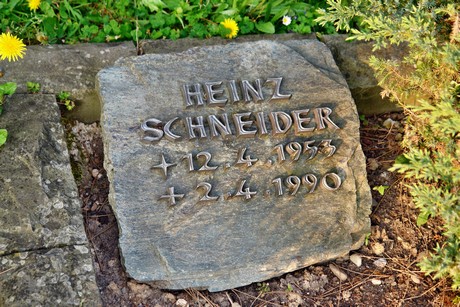 HEINZ
SCHNEIDER
+ 12. 4. 1953
+ 2. 4. 1990